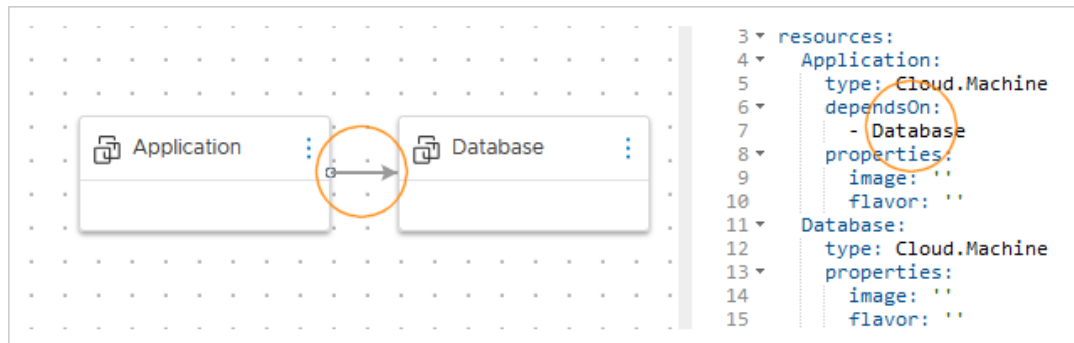 Application
Database
3 resources:
4 Application:
5 type: Cloud.Machine
6 dependsOn:
7 - Database
8 properties:
9 image: ''
10 flavor: ''
11 Database:
12 type: Cloud.Machine
13 properties:
14 image: ''
15 flavor: ''